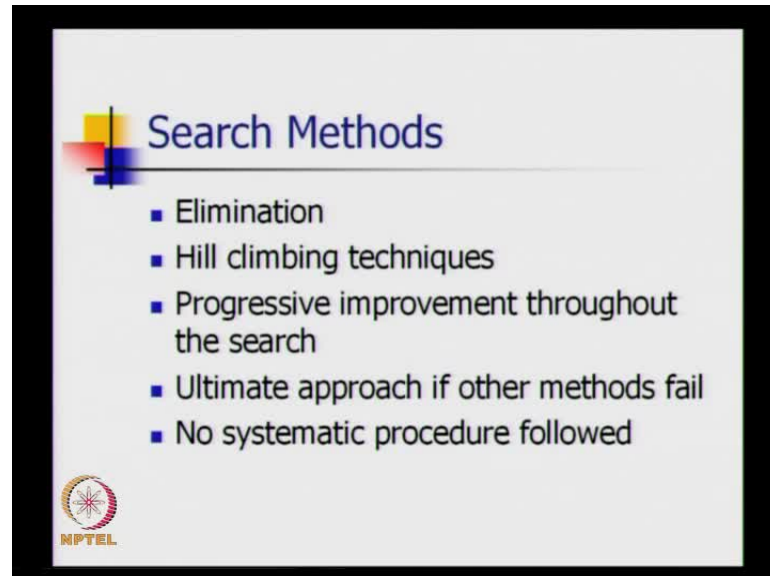 Search Methods
Elimination
Hill climbing techniques
Progressive improvement throughout
the search
Ultimate approach if other methods fail
No systematic procedure followed
NPTEL